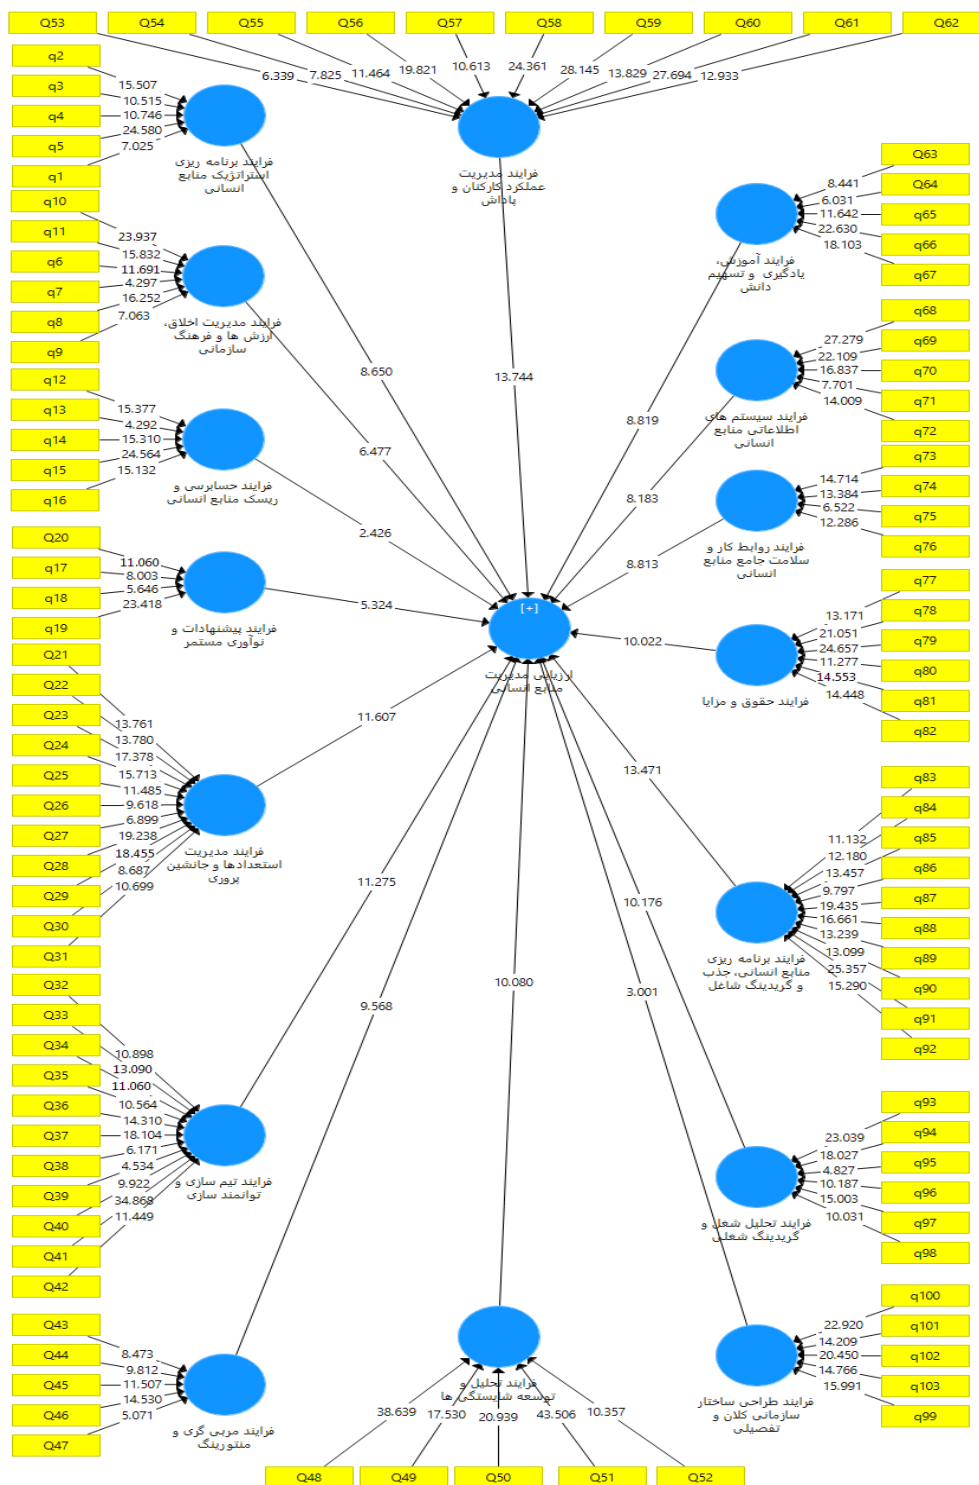 Q53 Q54 Q55 Q56 Q57 Q58 Q59 Q60 Q61 Q62
6.339 7.825 11.464 19.821 10.613 24.361 28.145 13.829 27.694 12.933
فرایند مدیریت
عملکرد کارکنان و
پاداش
13.744
q2
q3
q4
q5
q1
15.507
10.515
10.746
24.580
7.025
فرایند برنامه ریزی
استراتژیک منابع
انسانی
8.650
q10
q11
q6
q7
q8
q9
23.937
15.832
11.691
4.297
16.252
7.063
فرایند مدیریت اخلاق،
ارزش ها و فرهنگ
سازمانی
6.477
q12
q13
q14
q15
q16
15.377
4.292
15.310
24.564
15.132
فرایند حسابرسی و
ریسک منابع انسانی
2.426
Q20
q17
q18
q19
11.060
8.003
5.646
23.418
فرایند پیشنهادات و
نوآوری مستمر
5.324
Q21
Q22
Q23
Q24
Q25
Q26
Q27
Q28
Q29
Q30
Q31
13.761
13.780
17.378
15.713
11.485
9.618
6.899
19.238
18.455
8.687
10.699
فرایند مدیریت
استعدادها و جانشین
پروری
11.607
Q32
Q33
Q34
Q35
Q36
Q37
Q38
Q39
Q40
Q41
Q42
10.898
13.090
11.060
10.564
14.310
18.104
6.171
4.534
9.922
34.868
11.449
فرایند تیم سازی و
توانمند سازی
11.275
Q43
Q44
Q45
Q46
Q47
8.473
9.812
11.507
14.530
5.071
فرایند مربی گری و
منتورینگ
9.568
[+]
ارزیابی مدیریت
منابع انسانی
Q63
Q64
q65
q66
q67
8.441
6.031
11.642
22.630
18.103
فرایند آموزش،
یادگیری و تسهیم
دانش
8.819
q68
q69
q70
q71
q72
27.279
22.109
16.837
7.701
14.009
فرایند سیستم های
اطلاعاتی منابع
انسانی
8.183
q73
q74
q75
q76
14.714
13.384
6.522
12.286
فرایند روابط کار و
سلامت جامع منابع
انسانی
8.813
q77
q78
q79
q80
q81
q82
13.171
21.051
24.657
11.277
14.553
14.448
فرایند حقوق و مزایا
10.022
q83
q84
q85
q86
q87
q88
q89
q90
q91
q92
11.132
12.180
13.457
9.797
19.435
16.661
13.239
13.099
25.357
15.290
فرایند برنامه ریزی
منابع انسانی، جذب
و گریدینگ شاغل
13.471
q93
q94
q95
q96
q97
q98
23.039
18.027
4.827
10.187
15.003
10.031
فرایند تحلیل شغل و
گریدینگ شغلی
10.176
q100
q101
q102
q103
q99
22.920
14.209
20.450
14.766
15.991
فرایند طراحی ساختار
سازمانی کلان و
تفصیلی
3.001
10.080
فرایند تحلیل و
توسعه شایستگی ها
38.639 17.530 20.939 43.506 10.357
Q48 Q49 Q50 Q51 Q52